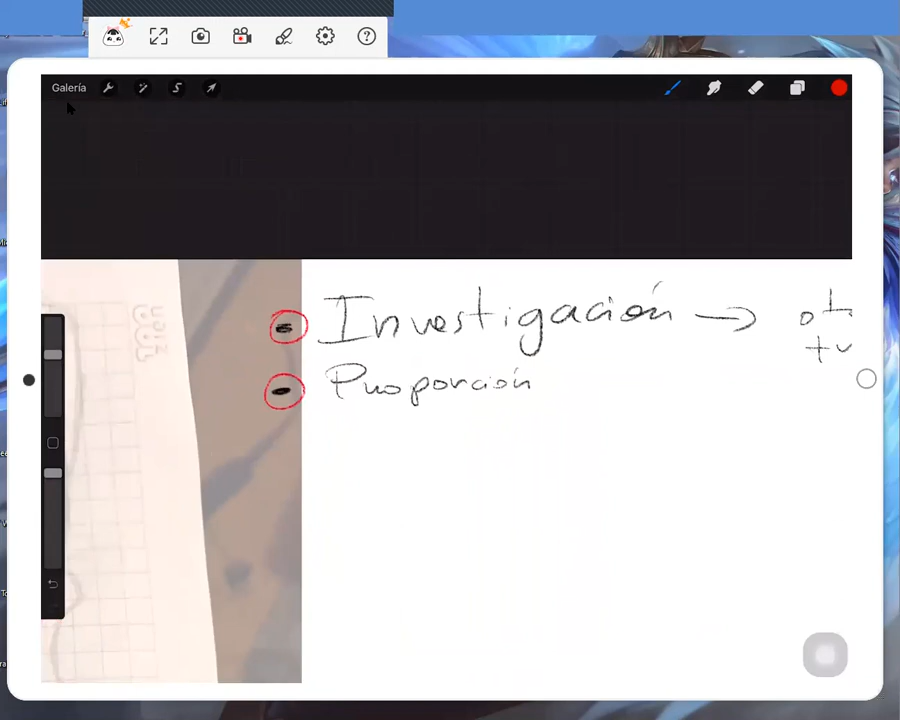 Galería
Investigación →
Proporción